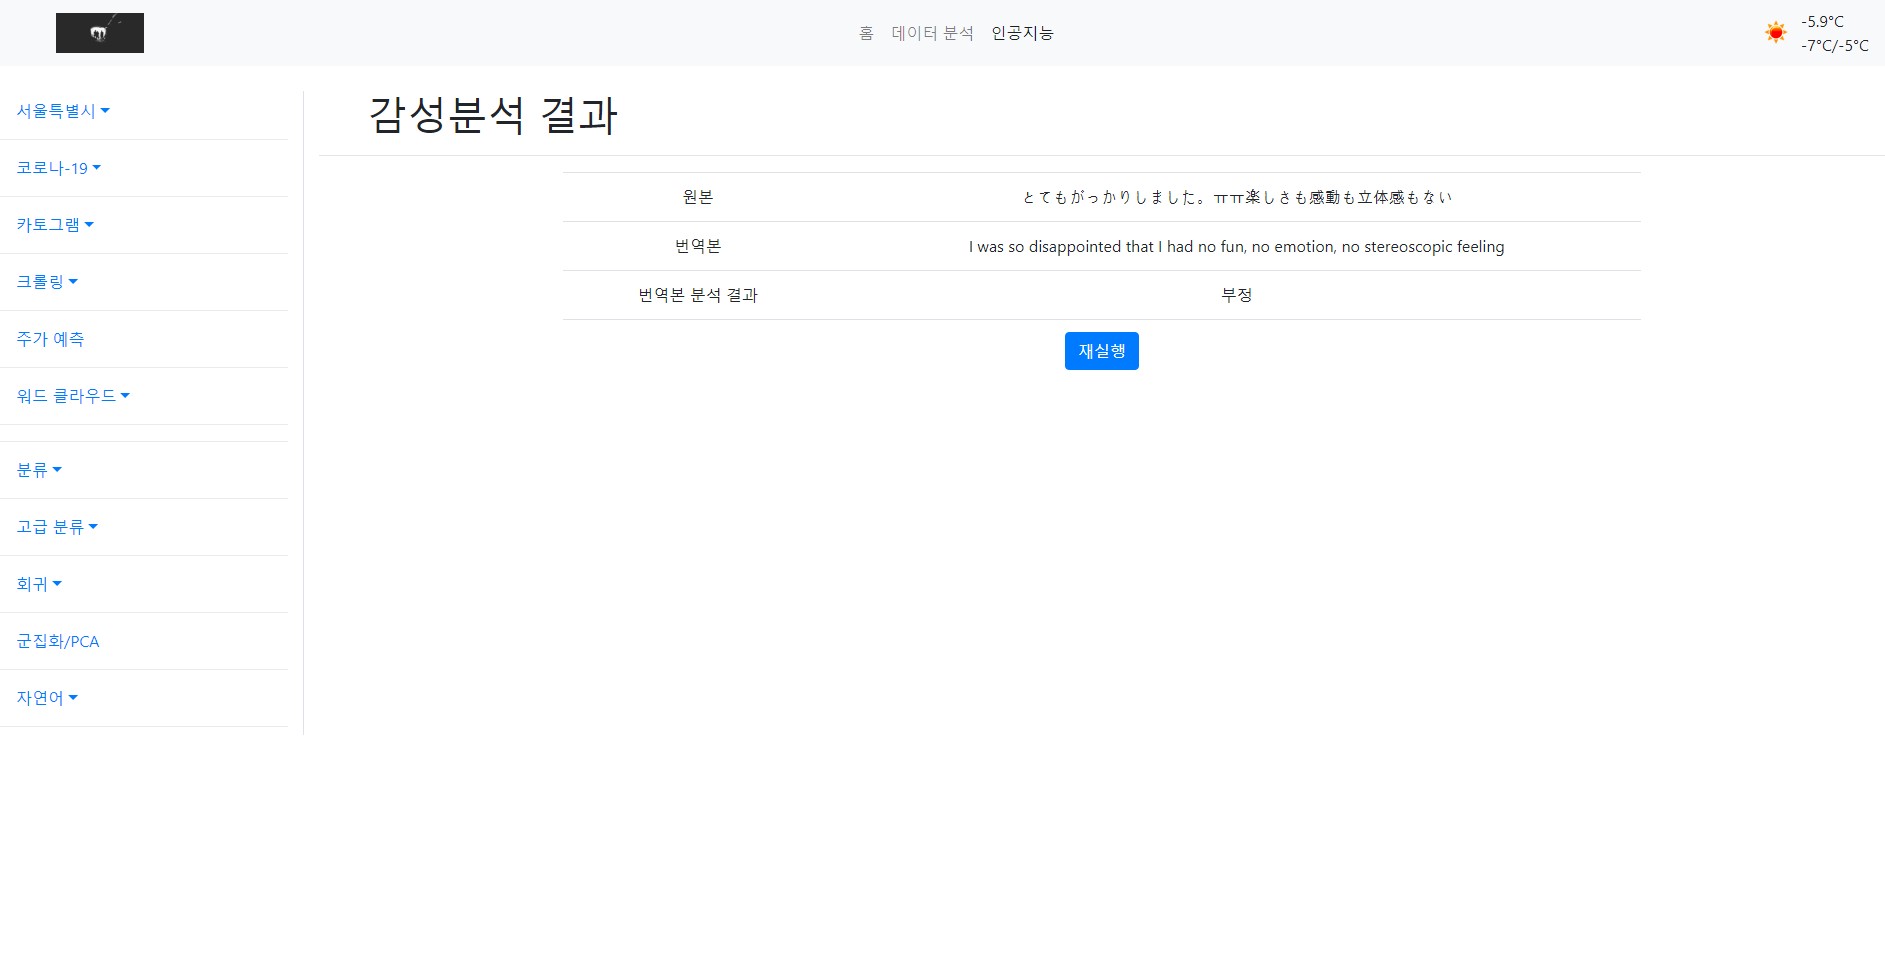 홈 데이터 분석 인공지능
-5.9°C
-7°C/-5°C
서울특별시
코로나-19
카토그램
크롤링
주가 예측
워드 클라우드
분류
고급 분류
회귀
군집화/PCA
자연어
감성분석 결과
원본 とてもがっかりしました。ㅠㅠ楽しさも感動も立体感もない
번역본 I was so disappointed that I had no fun, no emotion, no stereoscopic feeling
번역본 분석 결과 부정
재실행